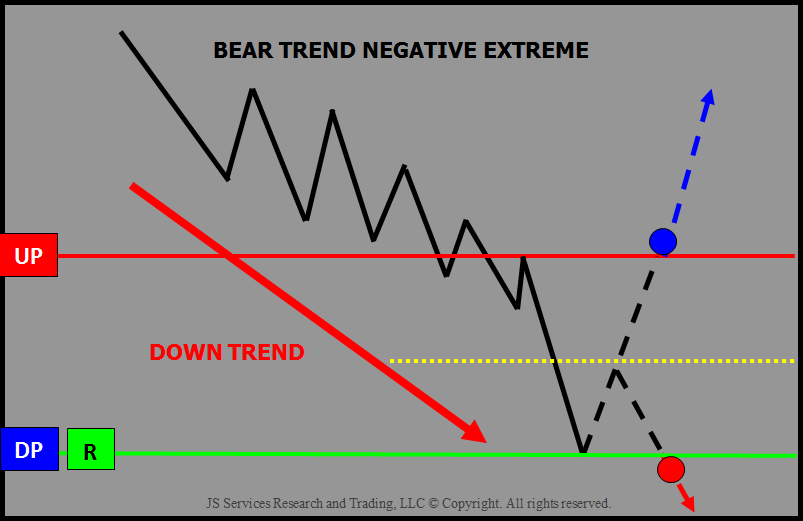 BEAR TREND NEGATIVE EXTREME
UP
DOWN TREND
DP R
JS Services Research and Trading, LLC © Copyright. All rights reserved.